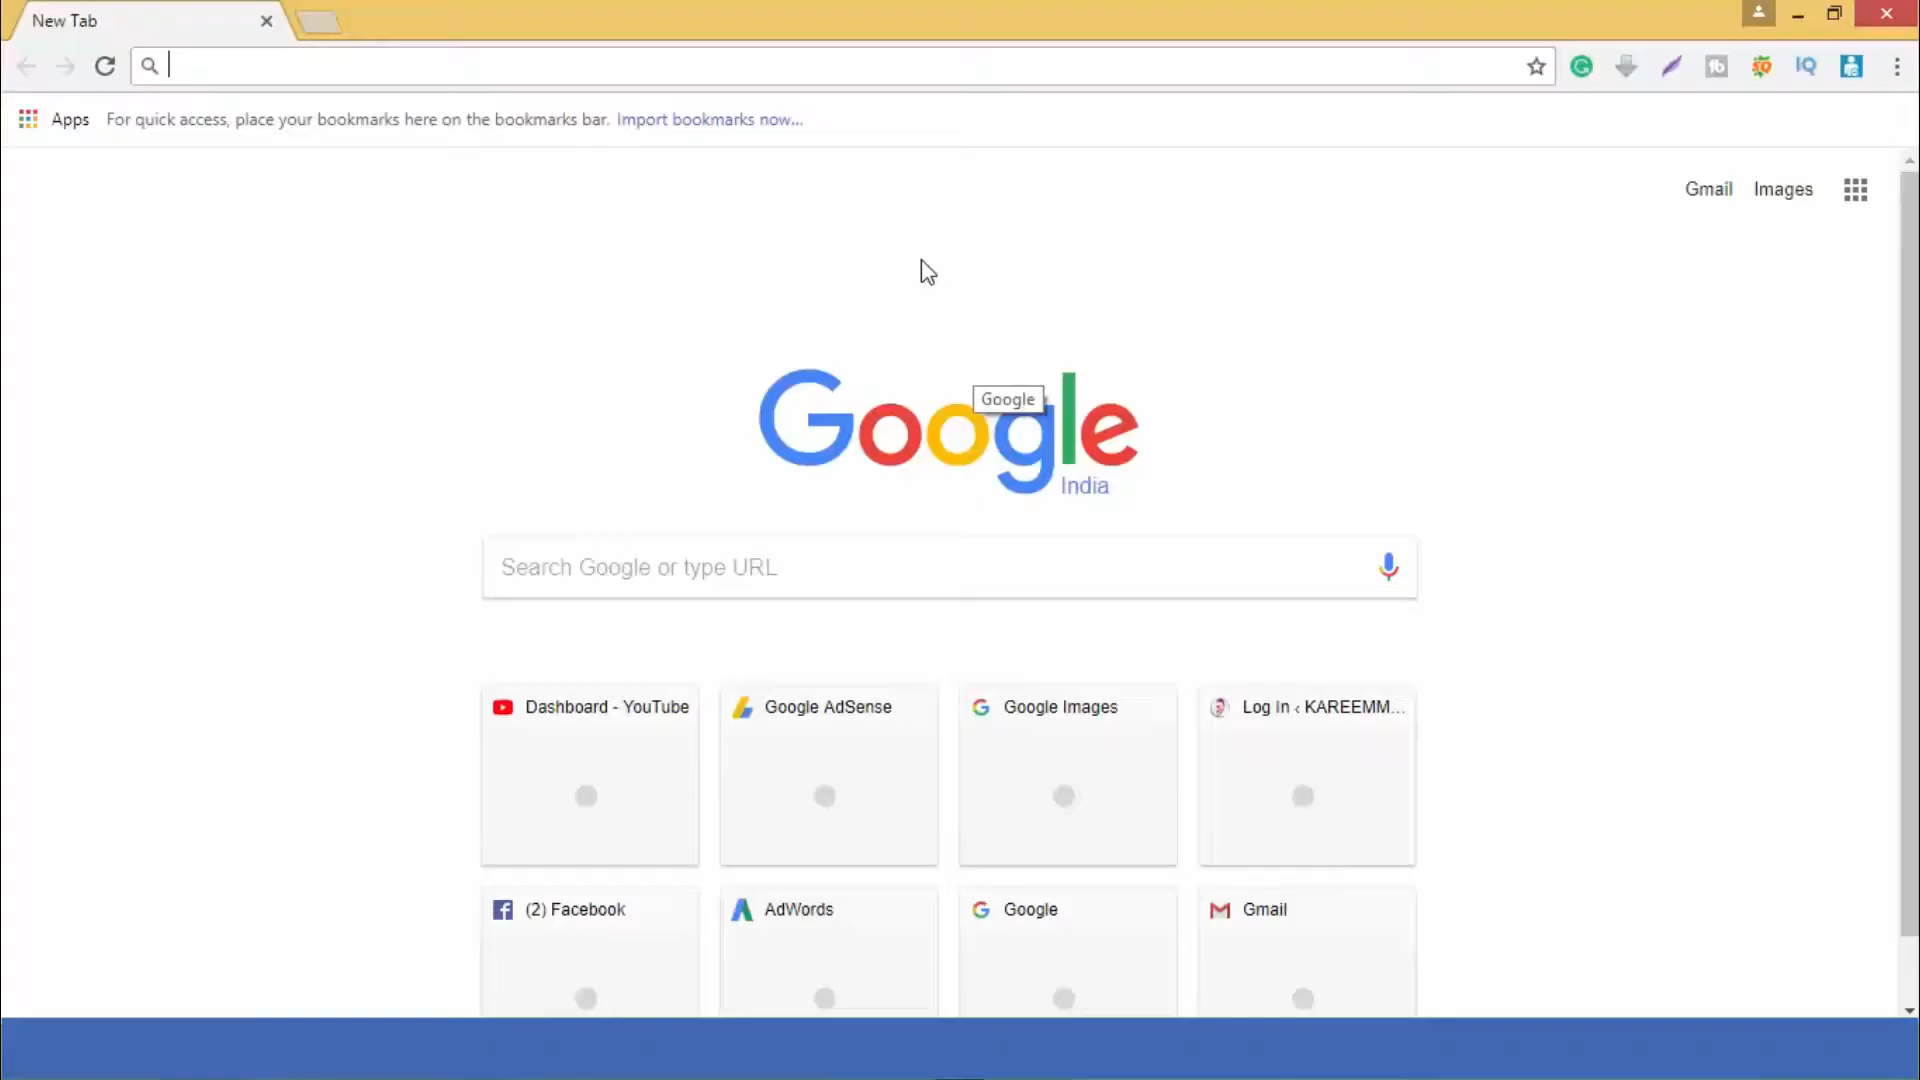 New Tab
Apps For quick access, place your bookmarks here on the bookmarks bar. Import bookmarks now...
Gmail Images
Google
Google
India
Search Google or type URL
Dashboard - YouTube
Google AdSense
Google Images
Log In ‹ KAREEMM...
(2) Facebook
AdWords
Google
Gmail